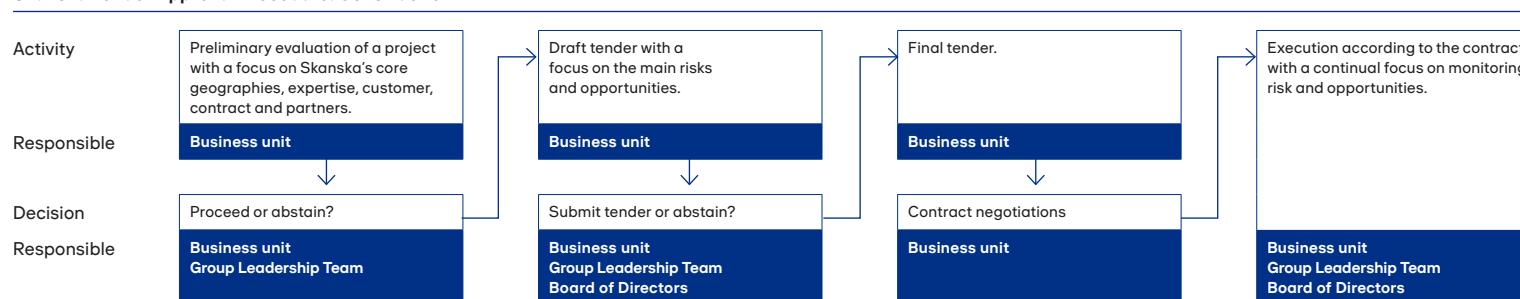 Activity
Preliminary evaluation of a project
with a focus on Skanska's core
geographies, expertise, customer,
contract and partners.
Draft tender with a
focus on the main risks
and opportunities.
Final tender.
Execution according to the contract
with a continual focus on monitoring
risk and opportunities.
Responsible
Business unit
Business unit
Business unit
Decision
Proceed or abstain?
Submit tender or abstain?
Contract negotiations
Responsible
Business unit
Group Leadership Team
Business unit
Group Leadership Team
Board of Directors
Business unit
Business unit
Group Leadership Team
Board of Directors